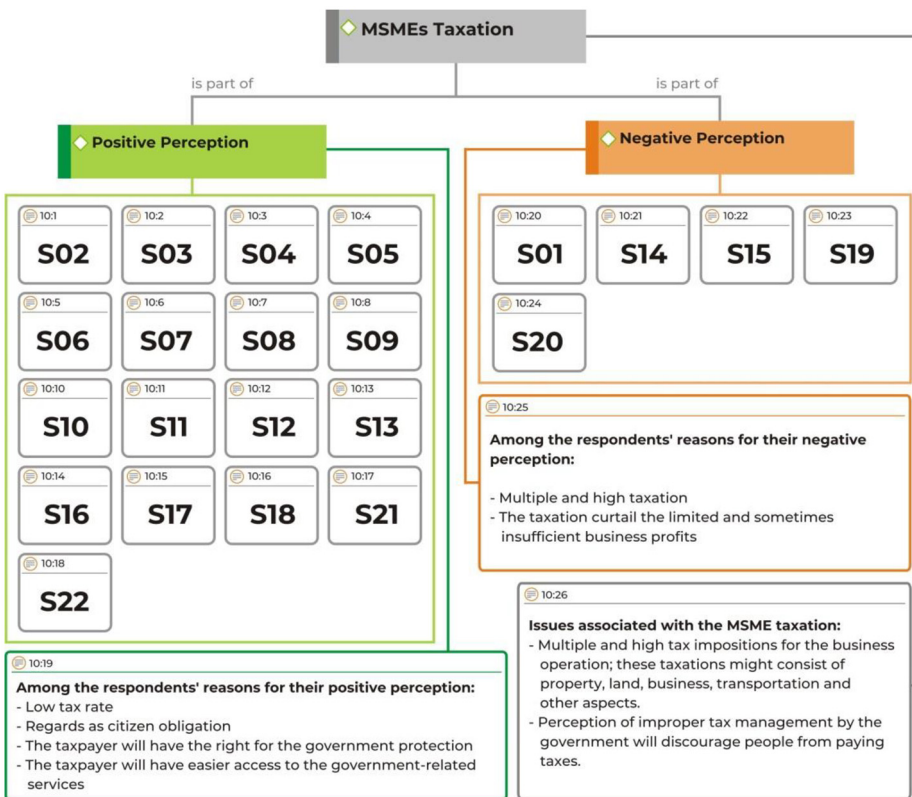 MSMEs Taxation
is part of
is part of
Positive Perception
Negative Perception
10:1
10:2
10:3
10:4
S02
S03
S04
S05
10:5
10:6
10:7
10:8
S06
S07
S08
S09
10:10
10:11
10:12
10:13
S10
S11
S12
S13
10:14
10:15
10:16
10:17
S16
S17
S18
S21
10:18
S22
10:19
Among the respondents' reasons for their positive perception:
- Low tax rate
- Regards as citizen obligation
- The taxpayer will have the right for the government protection
- The taxpayer will have easier access to the government-related
services
10:20
10:21
10:22
10:23
S01
S14
S15
S19
10:24
S20
10:25
Among the respondents' reasons for their negative
perception:
- Multiple and high taxation
- The taxation curtail the limited and sometimes
insufficient business profits
10:26
Issues associated with the MSME taxation:
- Multiple and high tax impositions for the business
operation; these taxations might consist of
property, land, business, transportation and
other aspects.
- Perception of improper tax management by the
government will discourage people from paying
taxes.